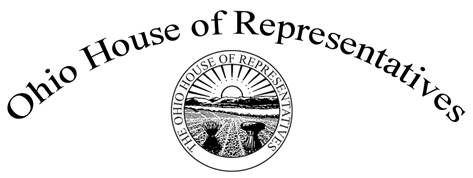 Ohio House of Representatives
THE OHIO HOUSE OF REPRESENTATIVES